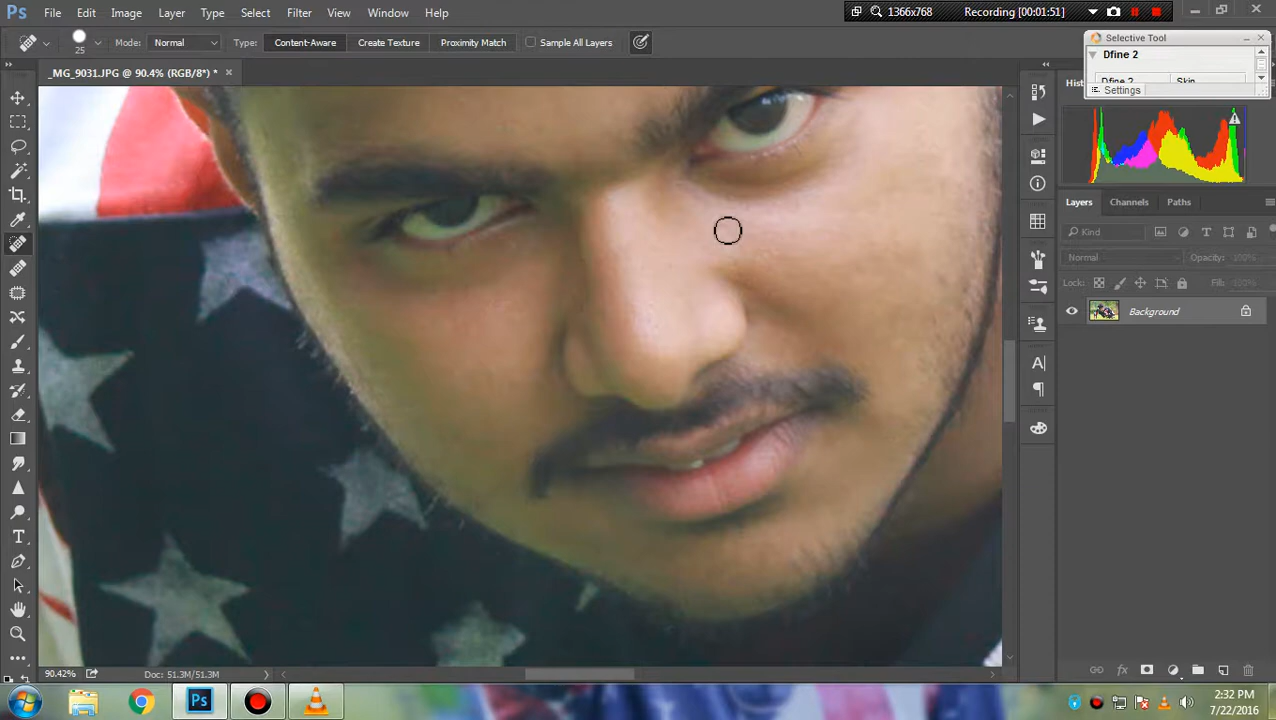 Ps File Edit Image Layer Type Select Filter View Window Help
1366x768 Recording [00:01:51]
25 Mode: Normal Type: Content-Aware Create Texture Proximity Match Sample All Layers
Selective Tool
Dfine 2
Dfine 2 Skin
Settings
_MG_9031.JPG @ 90.4% (RGB/8*) *
Layers Channels Paths
Kind
Normal Opacity: 100%
Lock: Fill: 100%
Background
90.42% Doc: 51.3M/51.3M
Ps
2:32 PM
7/22/2016